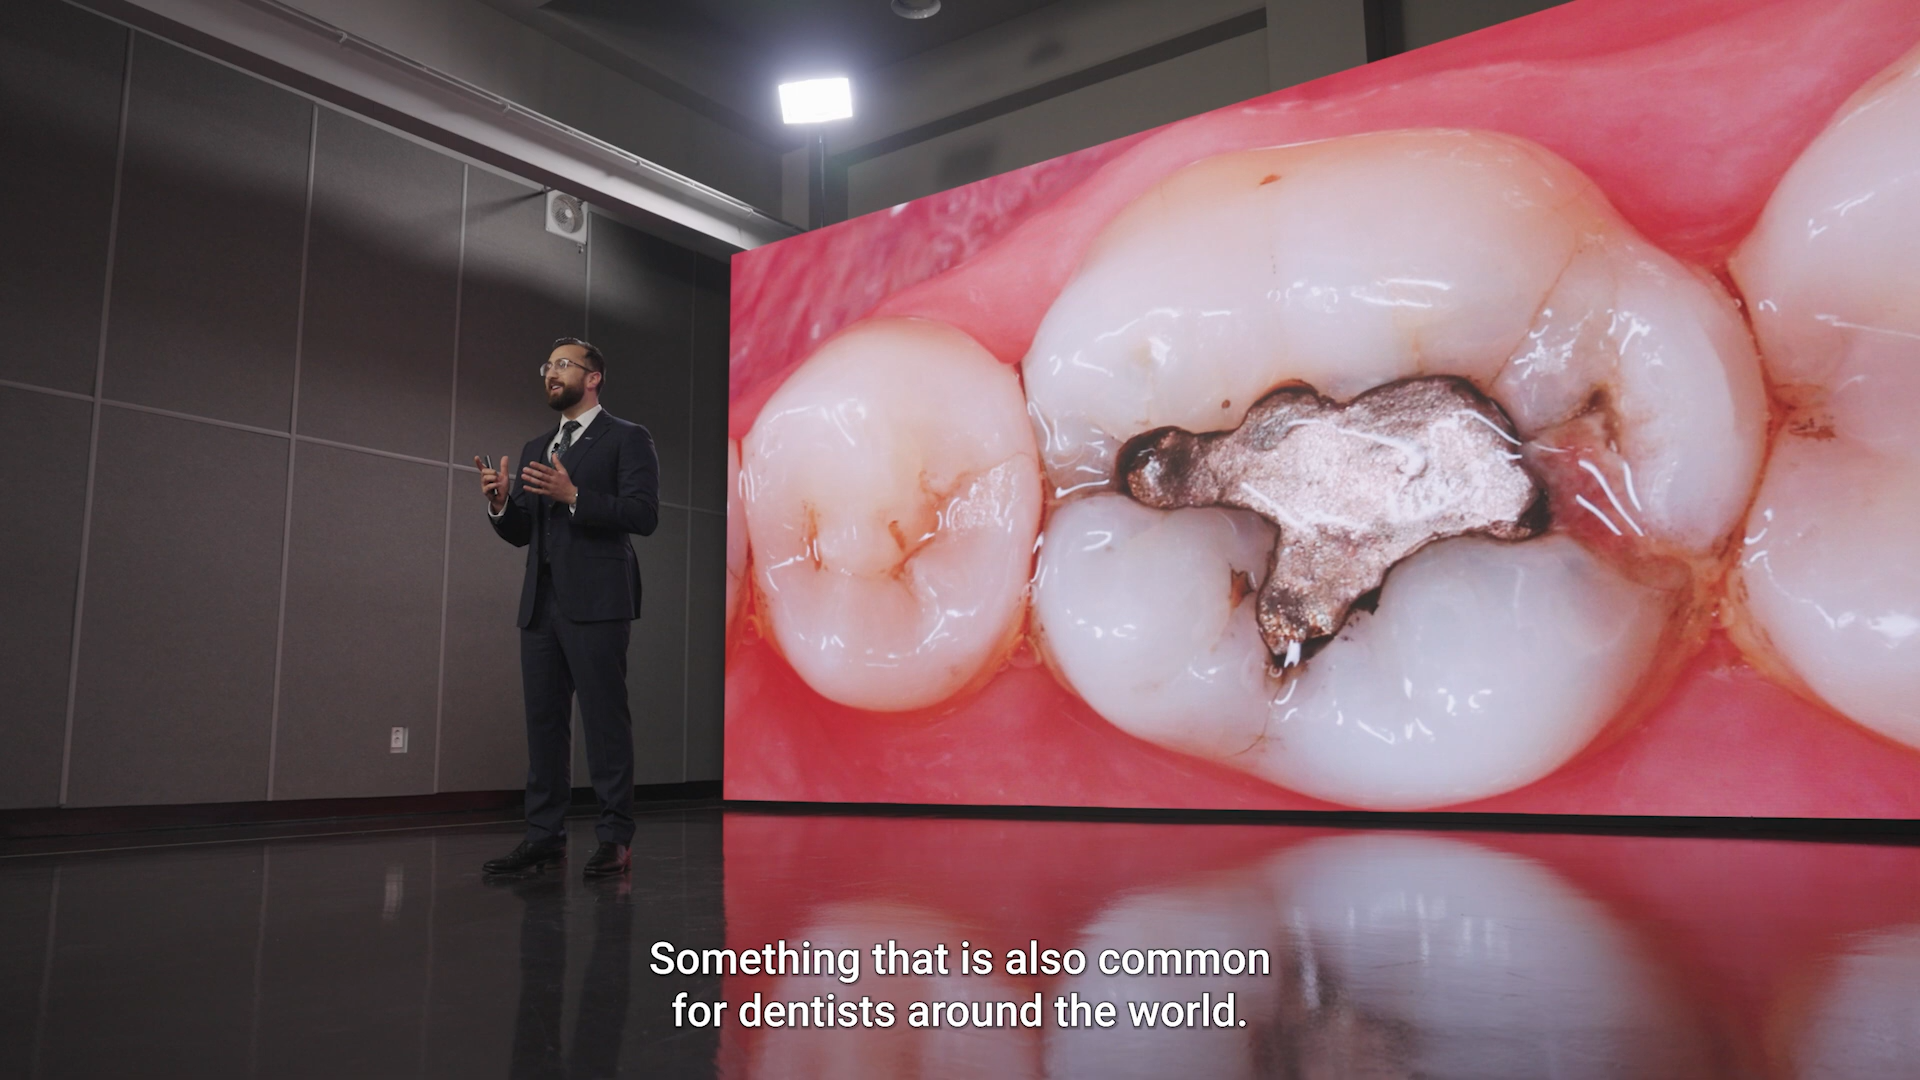 Something that is also common
for dentists around the world.